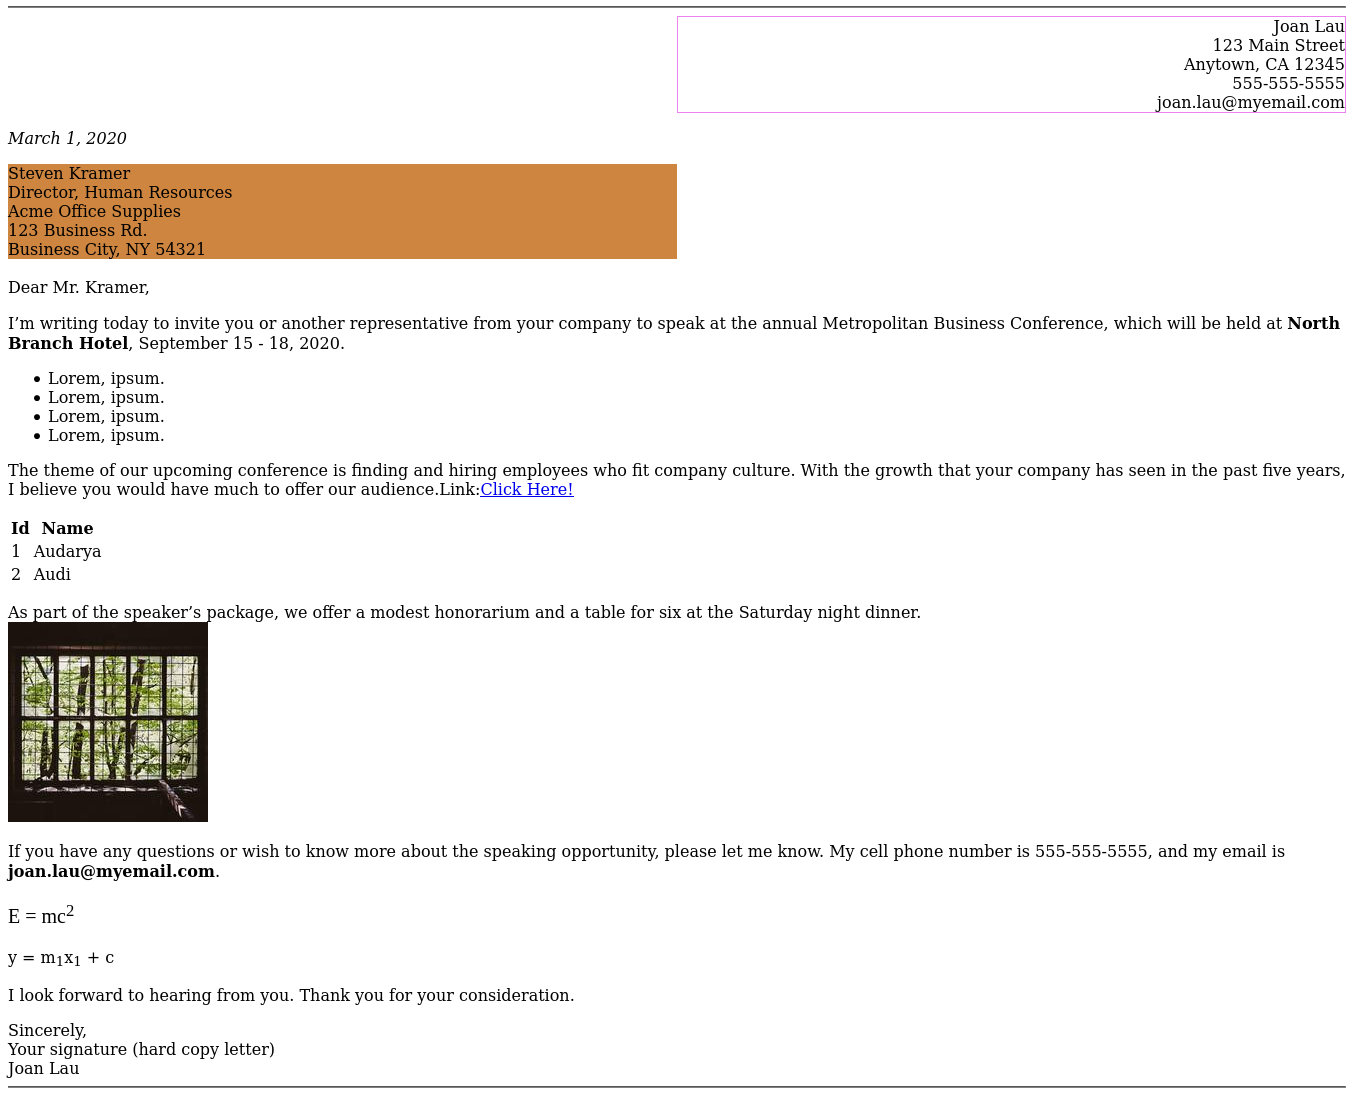 Joan Lau
123 Main Street
Anytown, CA 12345
555-555-5555
joan.lau@myemail.com
March 1, 2020
Steven Kramer
Director, Human Resources
Acme Office Supplies
123 Business Rd.
Business City, NY 54321
Dear Mr. Kramer,
I’m writing today to invite you or another representative from your company to speak at the annual Metropolitan Business Conference, which will be held at North
Branch Hotel, September 15 - 18, 2020.
• Lorem, ipsum.
• Lorem, ipsum.
• Lorem, ipsum.
• Lorem, ipsum.
The theme of our upcoming conference is finding and hiring employees who fit company culture. With the growth that your company has seen in the past five years,
I believe you would have much to offer our audience.Link:Click Here!
Id Name
1 Audarya
2 Audi
As part of the speaker’s package, we offer a modest honorarium and a table for six at the Saturday night dinner.
If you have any questions or wish to know more about the speaking opportunity, please let me know. My cell phone number is 555-555-5555, and my email is
joan.lau@myemail.com.
E = mc²
y = m₁x₁ + c
I look forward to hearing from you. Thank you for your consideration.
Sincerely,
Your signature (hard copy letter)
Joan Lau